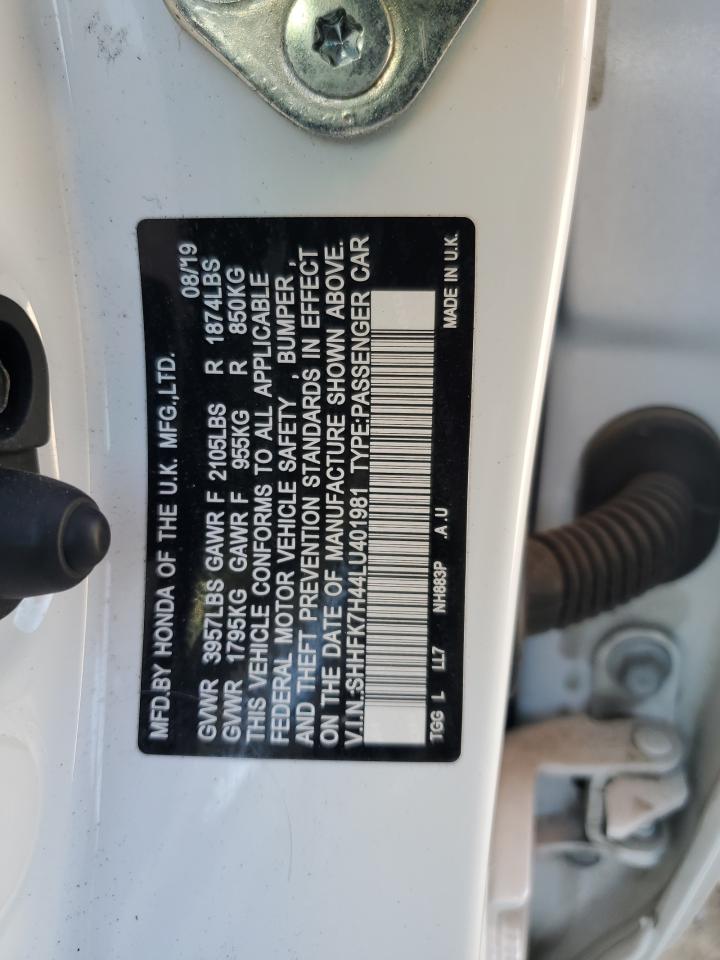 MFD.BY HONDA OF THE U.K. MFG.,LTD. 08/19
GVWR 3957LBS GAWR F 2105LBS R 1874LBS
GVWR 1795KG GAWR F 955KG R 850KG
THIS VEHICLE CONFORMS TO ALL APPLICABLE
FEDERAL MOTOR VEHICLE SAFETY , BUMPER ,
AND THEFT PREVENTION STANDARDS IN EFFECT
ON THE DATE OF MANUFACTURE SHOWN ABOVE.
V.I.N.:SHHFK7H44LU401981 TYPE:PASSENGER CAR
TGG L LL7 NH883P .A.U MADE IN U.K.